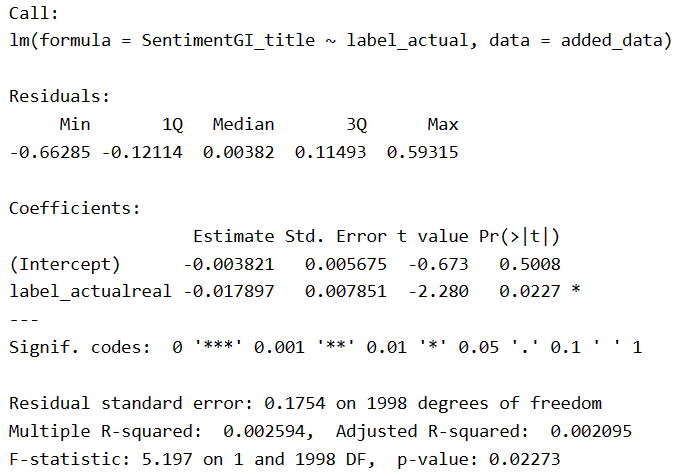 Call:
lm(formula = SentimentGI_title ~ label_actual, data = added_data)
Residuals:
Min 1Q Median 3Q Max
-0.66285 -0.12114 0.00382 0.11493 0.59315
Coefficients:
Estimate Std. Error t value Pr(>|t|)
(Intercept) -0.003821 0.005675 -0.673 0.5008
label_actualreal -0.017897 0.007851 -2.280 0.0227 *
---
Signif. codes: 0 '***' 0.001 '**' 0.01 '*' 0.05 '.' 0.1 ' ' 1
Residual standard error: 0.1754 on 1998 degrees of freedom
Multiple R-squared: 0.002594, Adjusted R-squared: 0.002095
F-statistic: 5.197 on 1 and 1998 DF, p-value: 0.02273